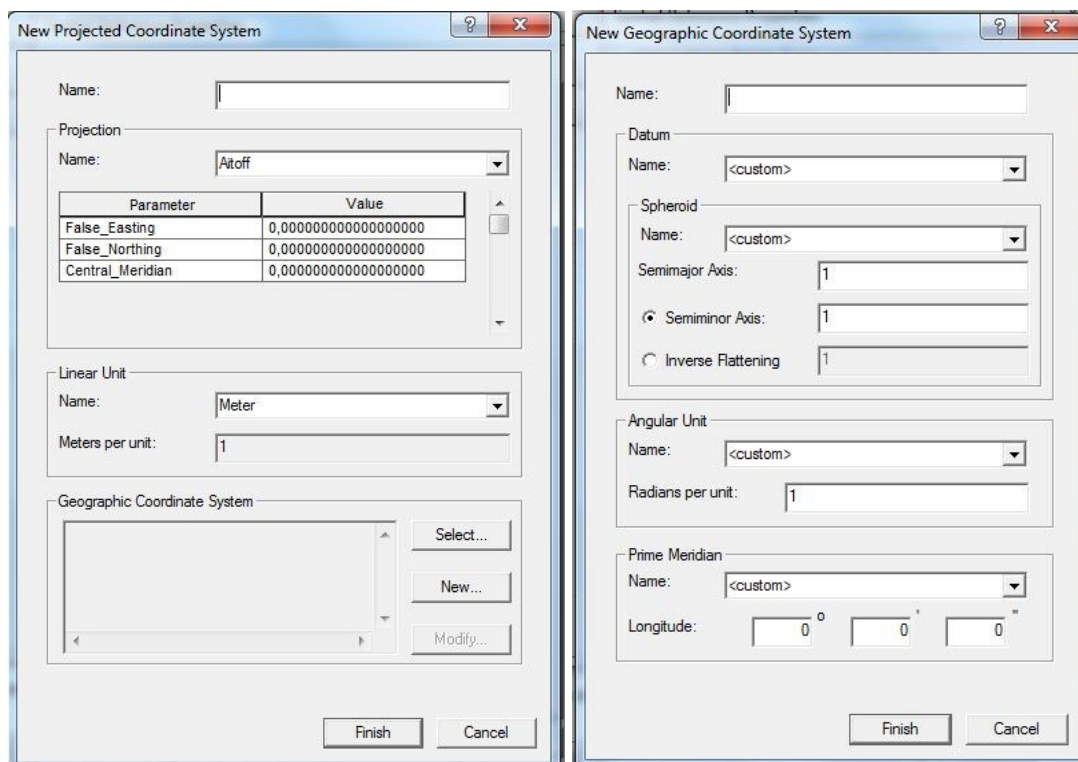 New Projected Coordinate System
Name:
Projection
Name: Aitoff
Parameter Value
False_Easting 0,000000000000000000
False_Northing 0,000000000000000000
Central_Meridian 0,000000000000000000
Linear Unit
Name: Meter
Meters per unit: 1
Geographic Coordinate System
Select...
New...
Modify...
Finish Cancel
New Geographic Coordinate System
Name:
Datum
Name: <custom>
Spheroid
Name: <custom>
Semimajor Axis: 1
Semiminor Axis: 1
Inverse Flattening 1
Angular Unit
Name: <custom>
Radians per unit: 1
Prime Meridian
Name: <custom>
Longitude: 0 ° 0 ' 0 "
Finish Cancel